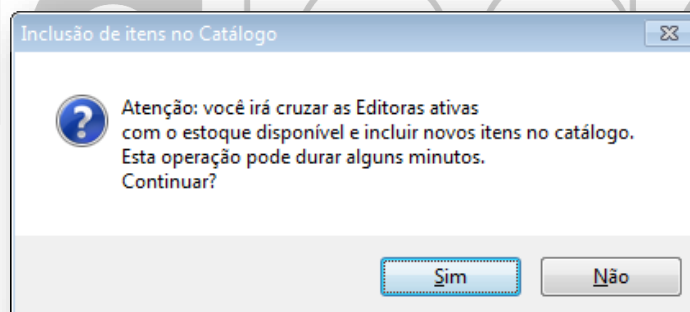 Inclusão de itens no Catálogo
Atenção: você irá cruzar as Editoras ativas
com o estoque disponível e incluir novos itens no catálogo.
Esta operação pode durar alguns minutos.
Continuar?
Sim
Não